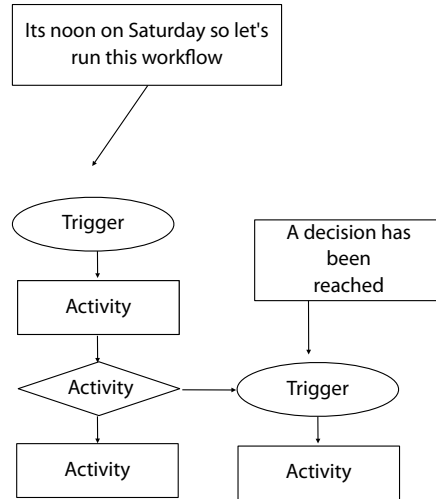 Its noon on Saturday so let's
run this workflow
Trigger
A decision has
been
reached
Activity
Activity
Trigger
Activity
Activity